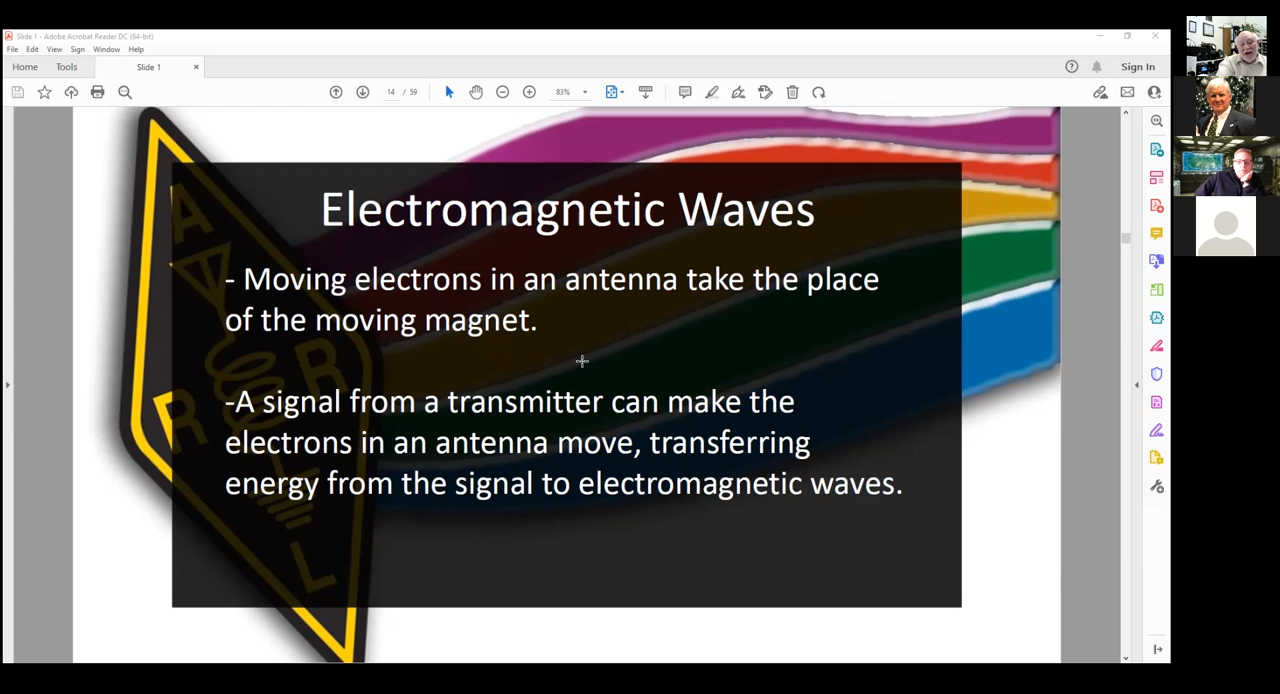 Slide 1 - Adobe Acrobat Reader DC (64-bit)
File Edit View Sign Window Help
Home Tools Slide 1 × Sign In
14 / 59 83%
Electromagnetic Waves
- Moving electrons in an antenna take the place
of the moving magnet.
-A signal from a transmitter can make the
electrons in an antenna move, transferring
energy from the signal to electromagnetic waves.
A
R R
L